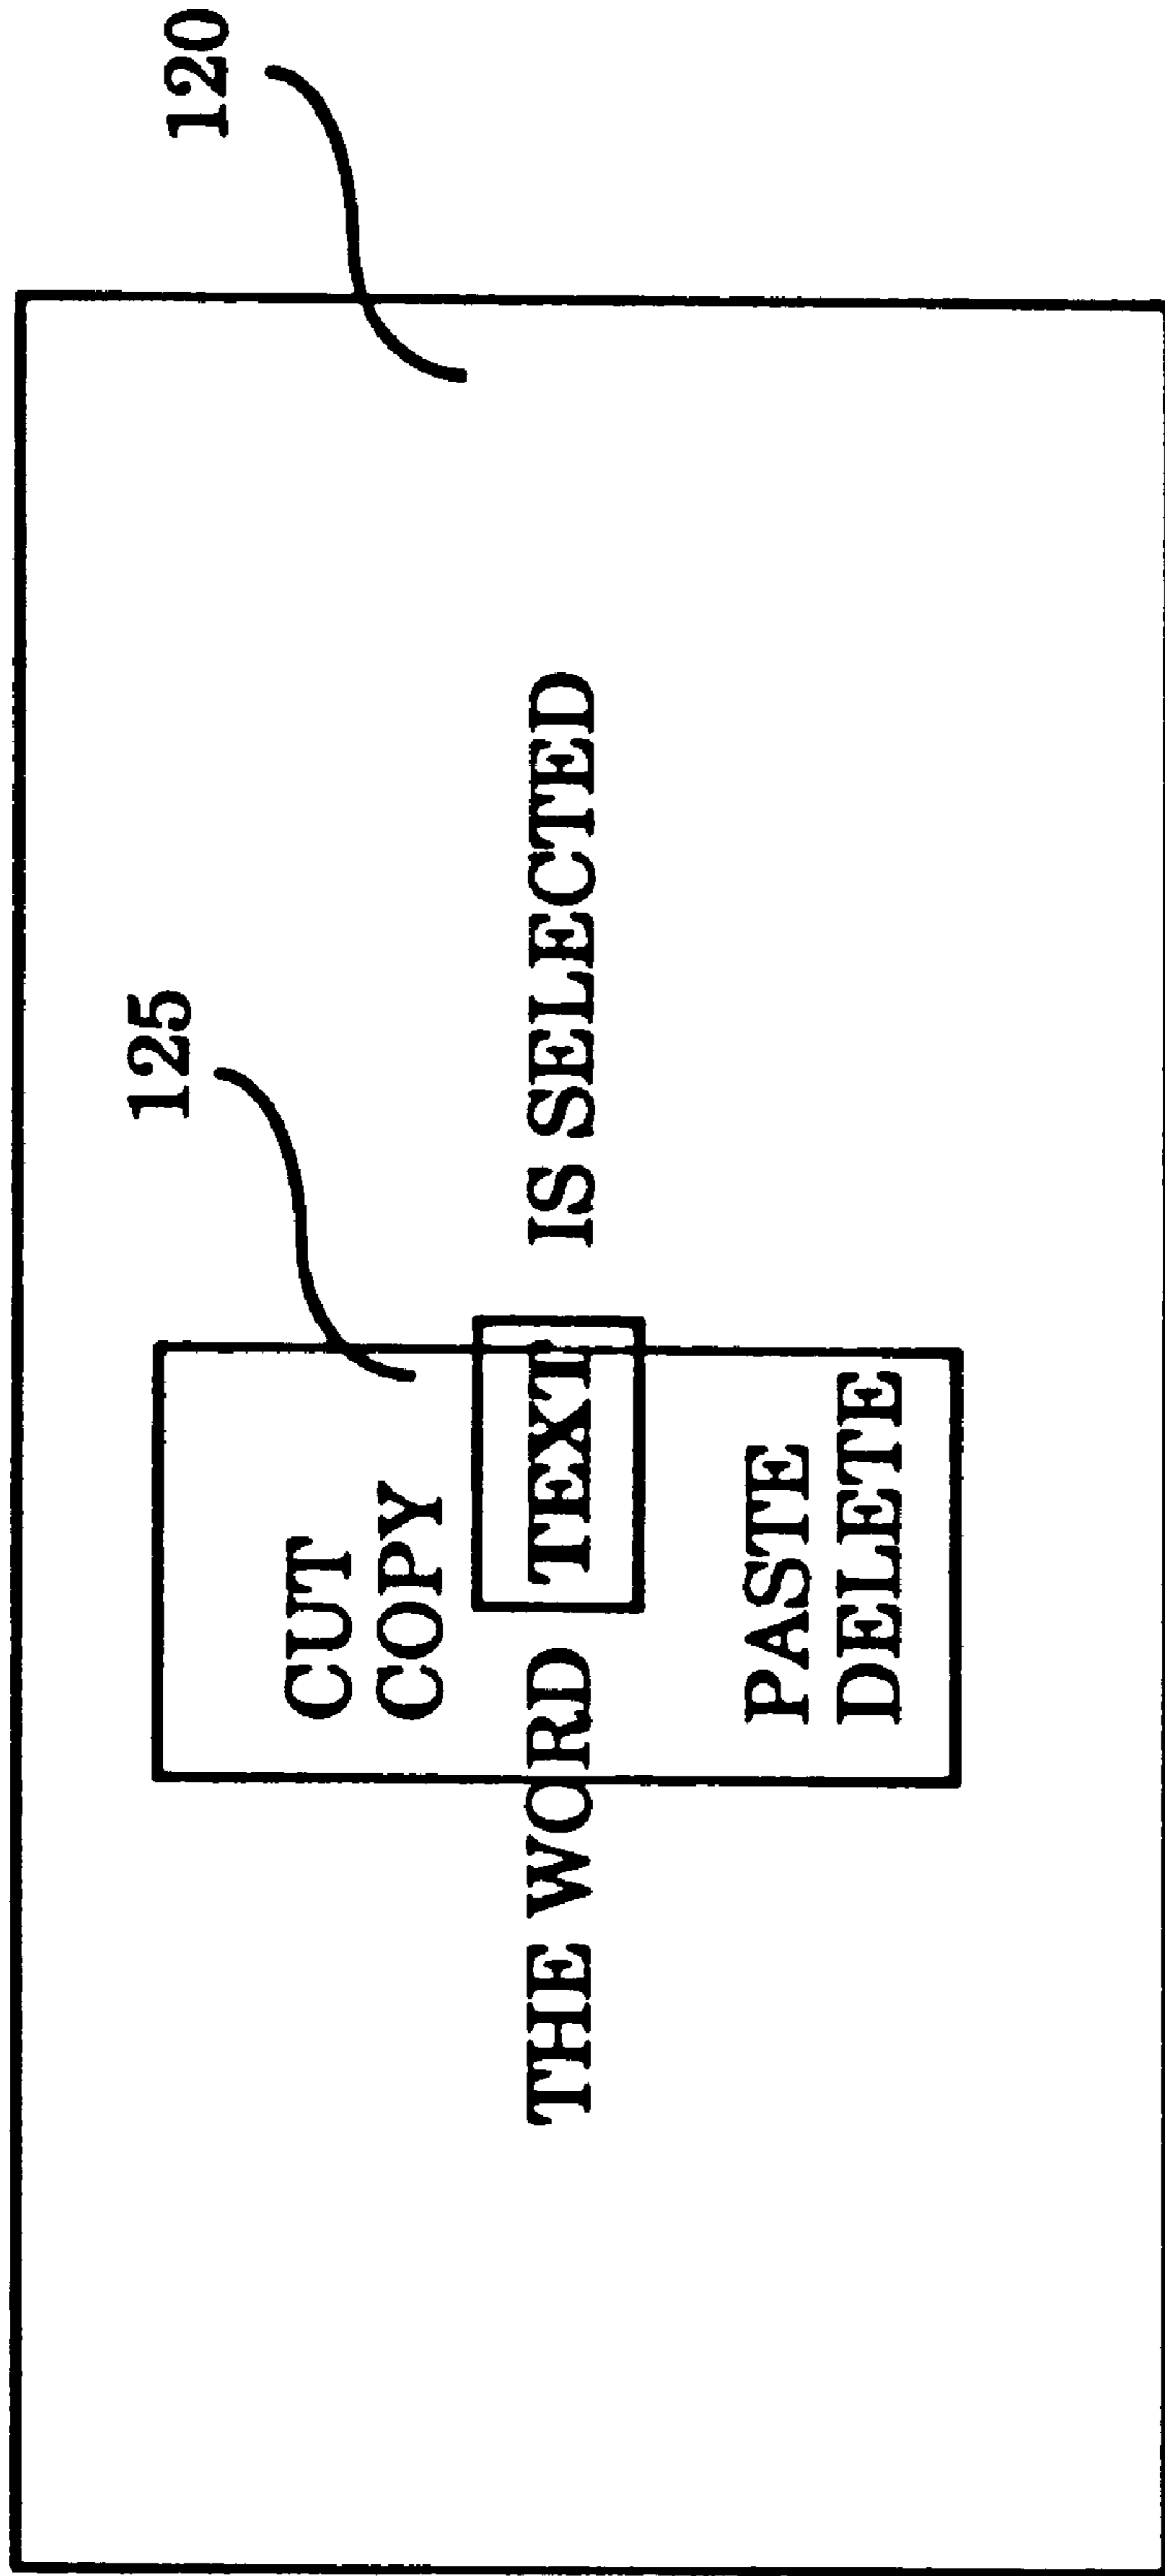 120
125
CUT
COPY
THE WORD TEXT IS SELECTED
PASTE
DELETE